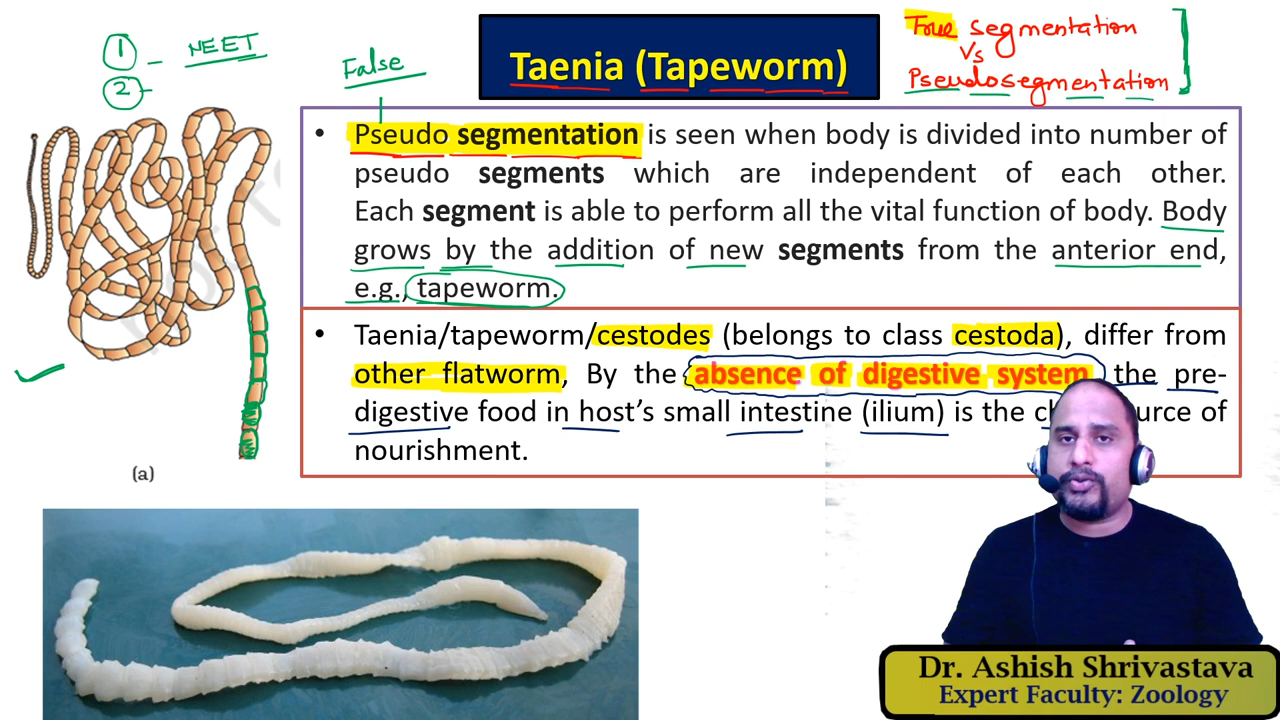 ① - NEET
② -
False
Taenia (Tapeworm)
True segmentation
Vs
Pseudosegmentation
• Pseudo segmentation is seen when body is divided into number of
pseudo segments which are independent of each other.
Each segment is able to perform all the vital function of body. Body
grows by the addition of new segments from the anterior end,
e.g., tapeworm.
• Taenia/tapeworm/cestodes (belongs to class cestoda), differ from
other flatworm, By the absence of digestive system the pre-
digestive food in host's small intestine (ilium) is the of
nourishment.
(a)
Dr. Ashish Shrivastava
Expert Faculty: Zoology